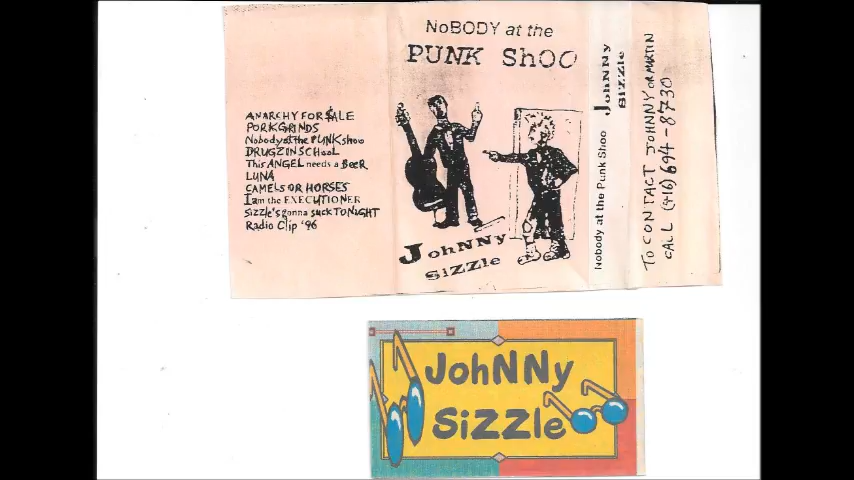 NoBODY at the
PUNK ShOO
ANARCHY FOR $ALE
PORKGRINDS
Nobody at the PUNK shoo
DRUGZ IN SCHooL
This ANGEL needs a BeeR
LUNA
CAMELS OR HORSES
I am the EXECUTIONER
Sizzle's gonna suck TONIGHT
Radio Clip '96
JohNNy
SiZZle
Nobody at the Punk Shoo
JohNNy
SiZZle
TO CONTACT JOHNNY OR MARTIN
CALL (416) 694-8730
JohNNy
SiZZle